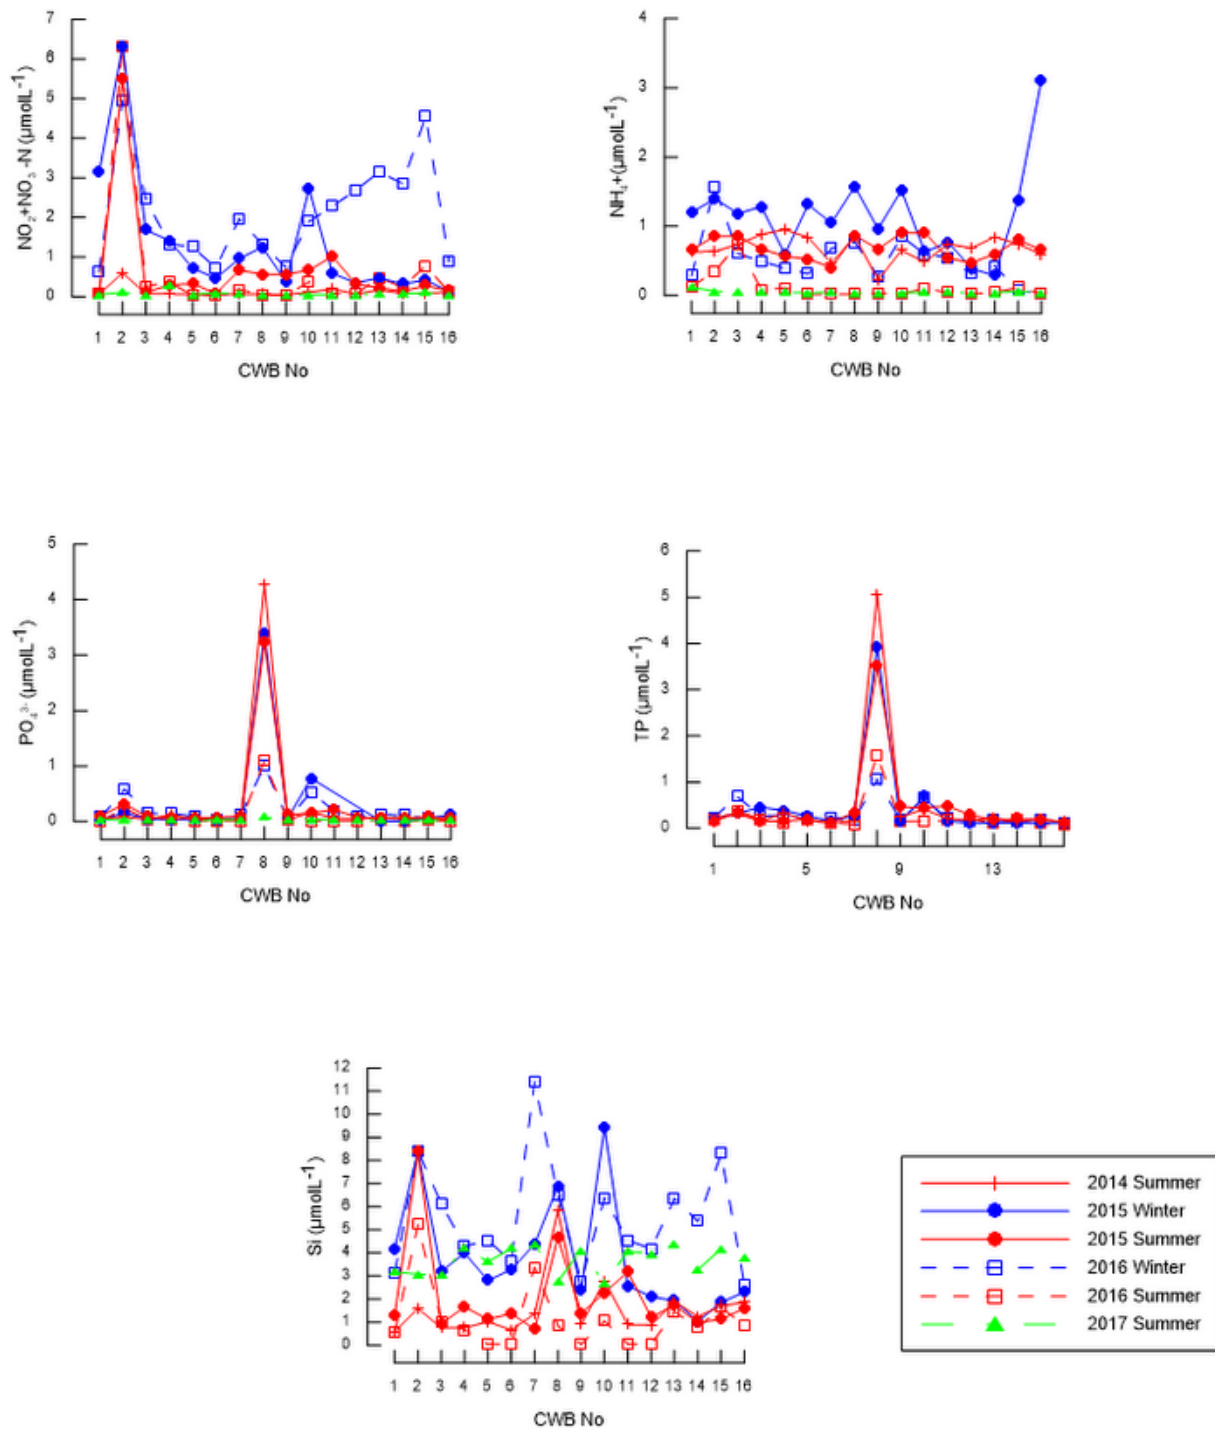 NO₂+NO₃ -N (µmolL⁻¹)
7
6
5
4
3
2
1
0
1 2 3 4 5 6 7 8 9 10 11 12 13 14 15 16
CWB No
NH₄+(µmolL⁻¹)
4
3
2
1
0
1 2 3 4 5 6 7 8 9 10 11 12 13 14 15 16
CWB No
PO₄³⁻ (µmolL⁻¹)
5
4
3
2
1
0
1 2 3 4 5 6 7 8 9 10 11 12 13 14 15 16
CWB No
TP (µmolL⁻¹)
6
5
4
3
2
1
0
1 5 9 13
CWB No
Si (µmolL⁻¹)
12
11
10
9
8
7
6
5
4
3
2
1
0
1 2 3 4 5 6 7 8 9 10 11 12 13 14 15 16
CWB No
2014 Summer
2015 Winter
2015 Summer
2016 Winter
2016 Summer
2017 Summer